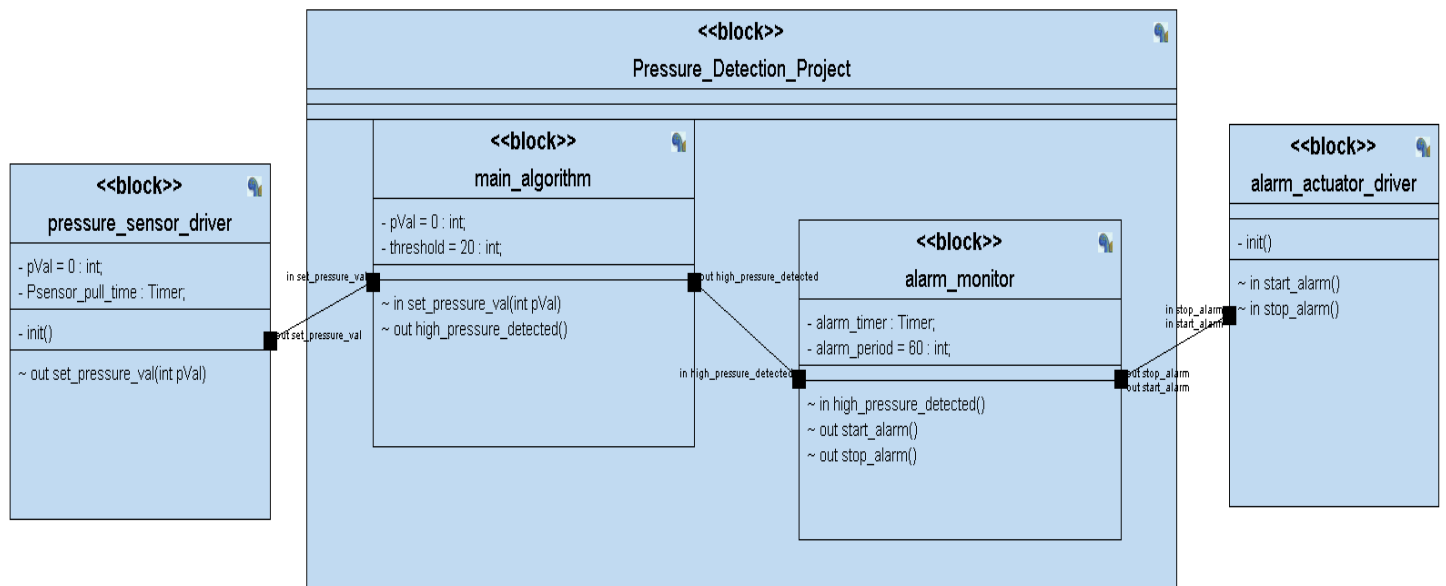 <<block>>
Pressure_Detection_Project
<<block>>
pressure_sensor_driver
- pVal = 0 : int;
- Psensor_pull_time : Timer;
- init()
~ out set_pressure_val(int pVal)
out set_pressure_val
in set_pressure_val
<<block>>
main_algorithm
- pVal = 0 : int;
- threshold = 20 : int;
~ in set_pressure_val(int pVal)
~ out high_pressure_detected()
out high_pressure_detected
in high_pressure_detected
<<block>>
alarm_monitor
- alarm_timer : Timer;
- alarm_period = 60 : int;
~ in high_pressure_detected()
~ out start_alarm()
~ out stop_alarm()
out stop_alarm
out start_alarm
in stop_alarm
in start_alarm
<<block>>
alarm_actuator_driver
- init()
~ in start_alarm()
~ in stop_alarm()